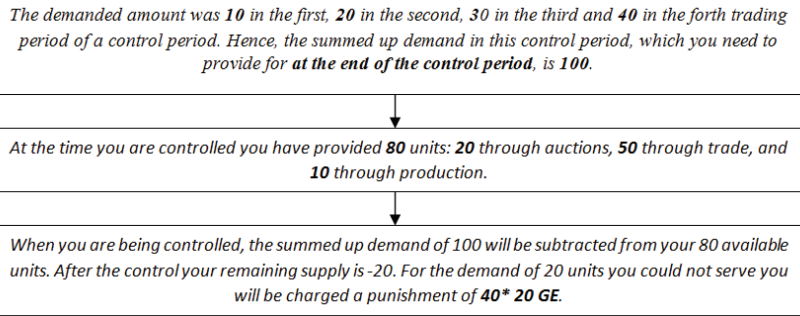 The demanded amount was 10 in the first, 20 in the second, 30 in the third and 40 in the forth trading
period of a control period. Hence, the summed up demand in this control period, which you need to
provide for at the end of the control period, is 100.
At the time you are controlled you have provided 80 units: 20 through auctions, 50 through trade, and
10 through production.
When you are being controlled, the summed up demand of 100 will be subtracted from your 80 available
units. After the control your remaining supply is -20. For the demand of 20 units you could not serve you
will be charged a punishment of 40* 20 GE.